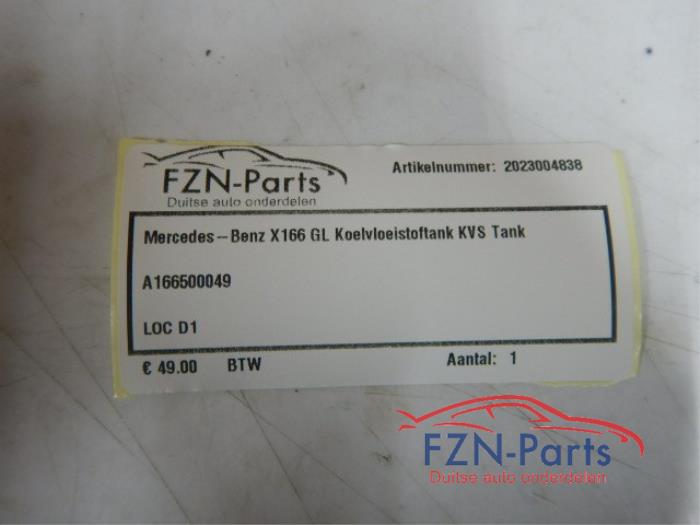 FZN-Parts
Duitse auto onderdelen
Artikelnummer: 2023004838
Mercedes-Benz X166 GL Koelvloeistoftank KVS Tank
A166500049
LOC D1
€ 49.00 BTW Aantal: 1
FZN-Parts
Duitse auto onderdelen